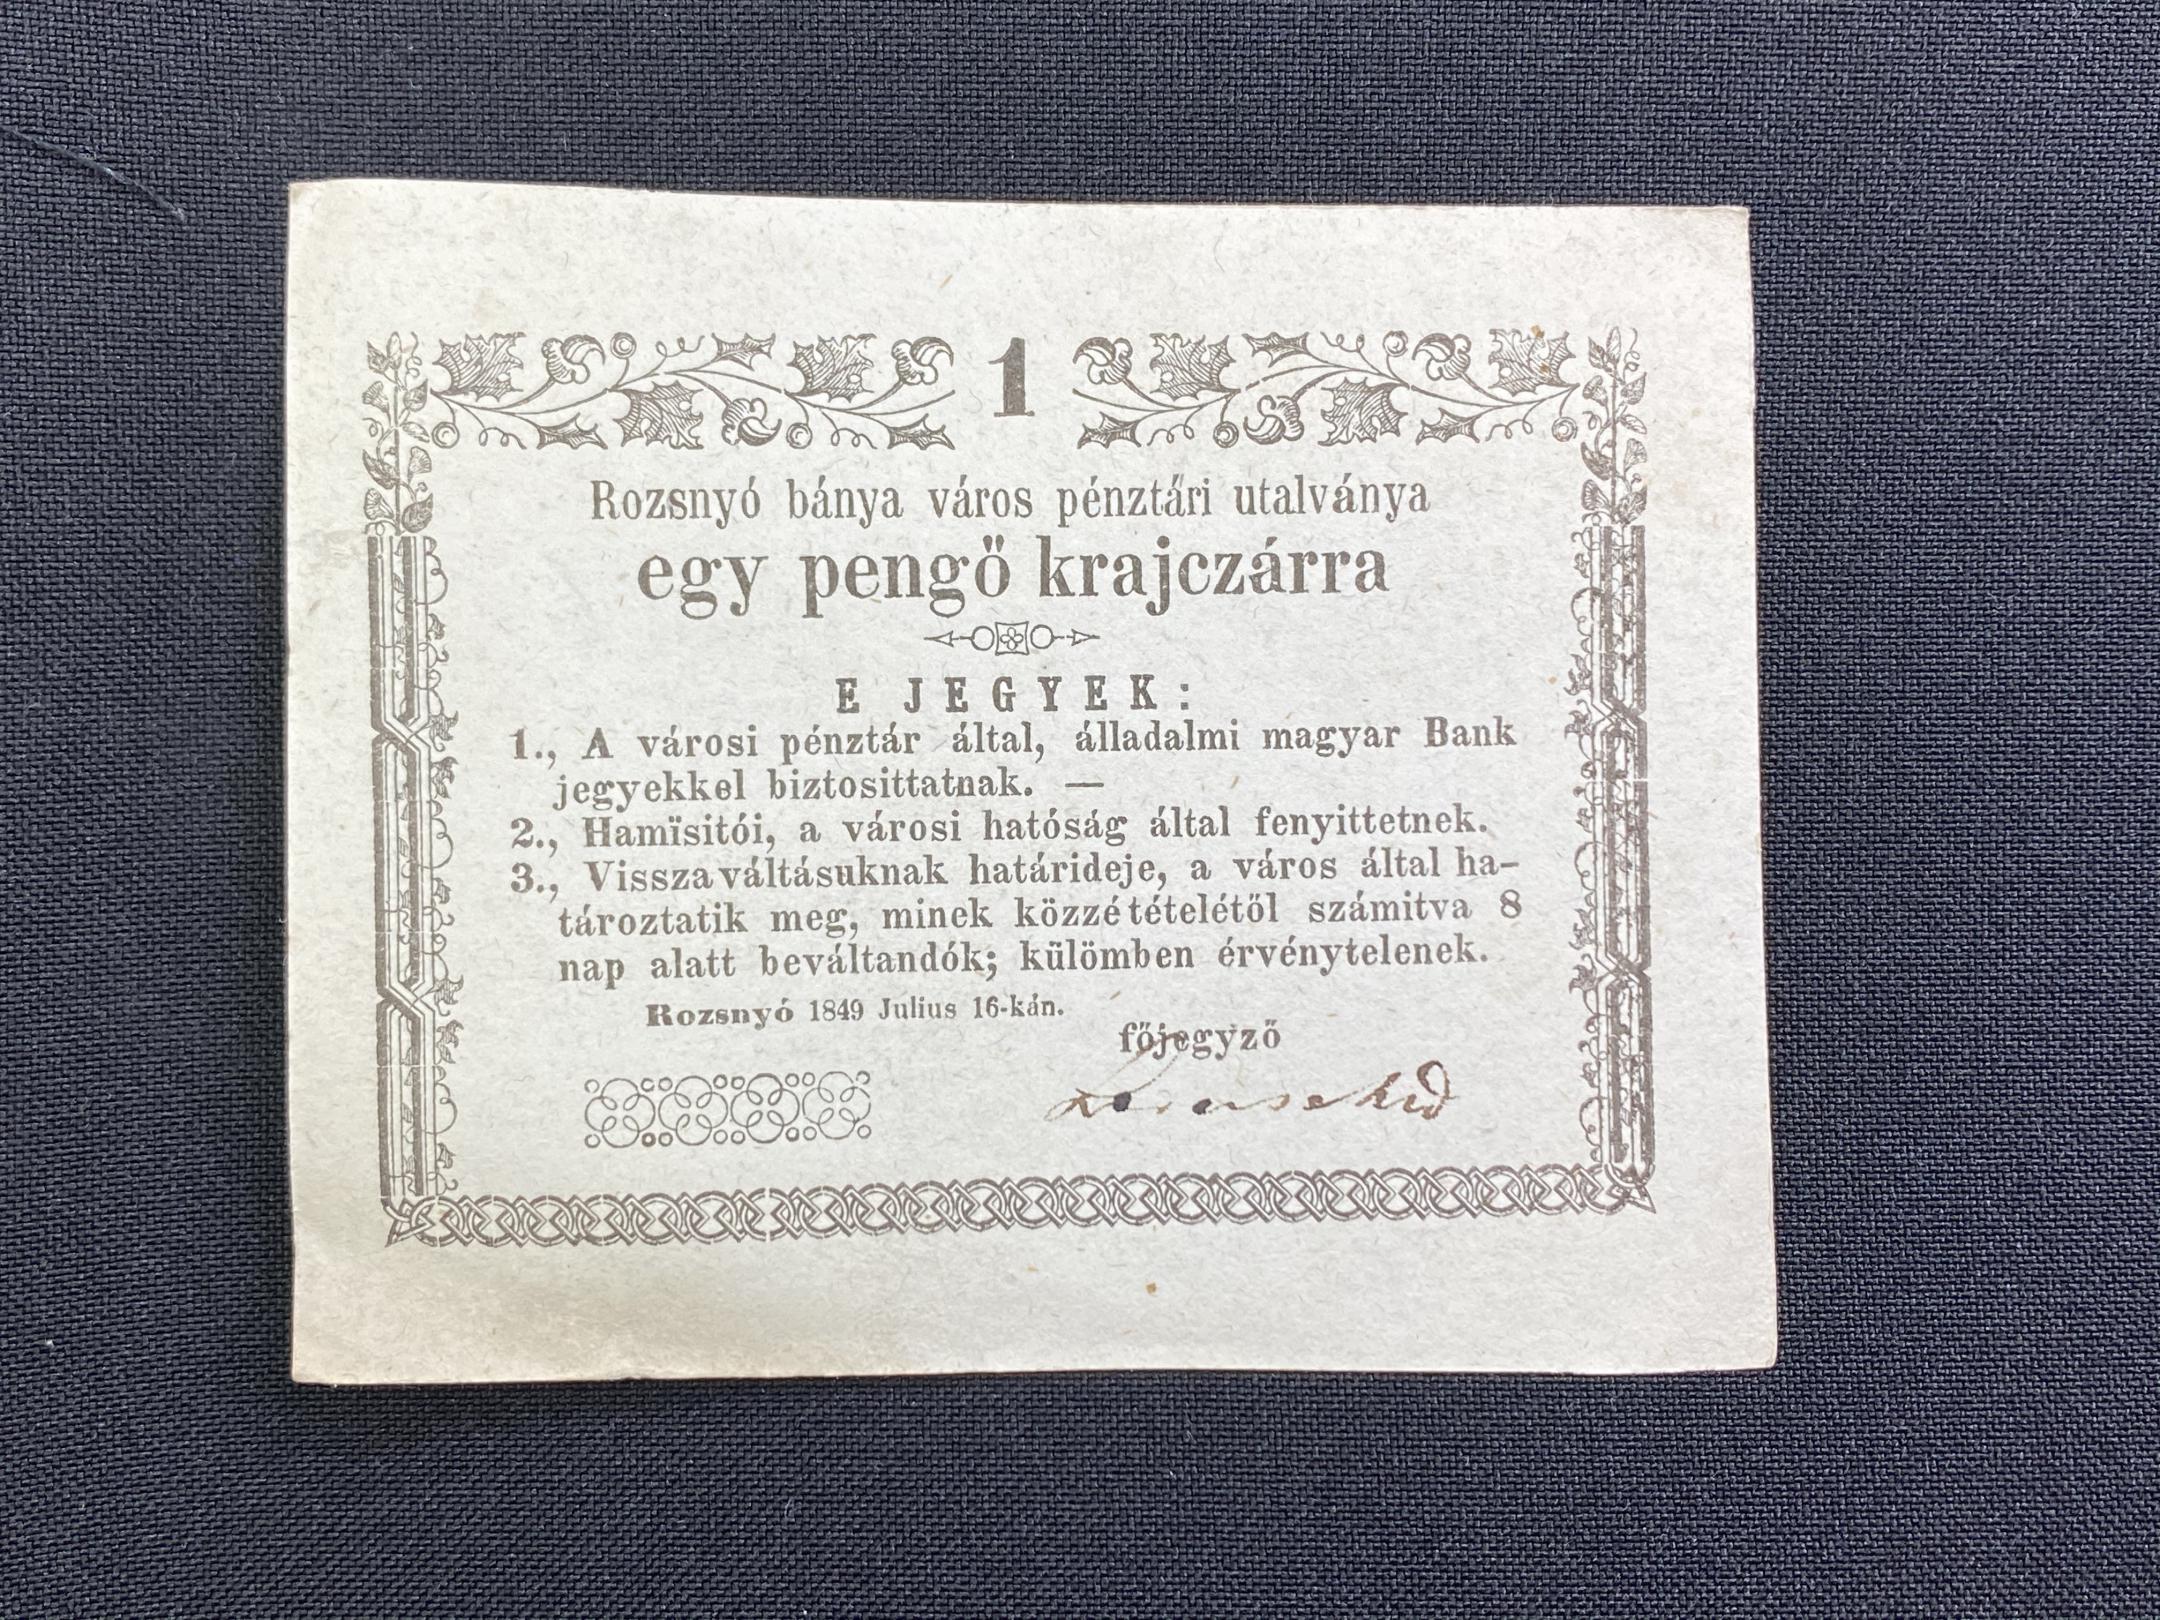 1
Rozsnyó bánya város pénztári utalványa
egy pengő krajczárra
E JEGYEK:
1., A városi pénztár által, álladalmi magyar Bank
jegyekkel biztosittatnak. —
2., Hamïsitói, a városi hatóság által fenyittetnek.
3., Visszaváltásuknak határideje, a város által ha-
tároztatik meg, minek közzétételétől számitva 8
nap alatt beváltandók; külömben érvénytelenek.
Rozsnyó 1849 Julius 16-kán.
főjegyző